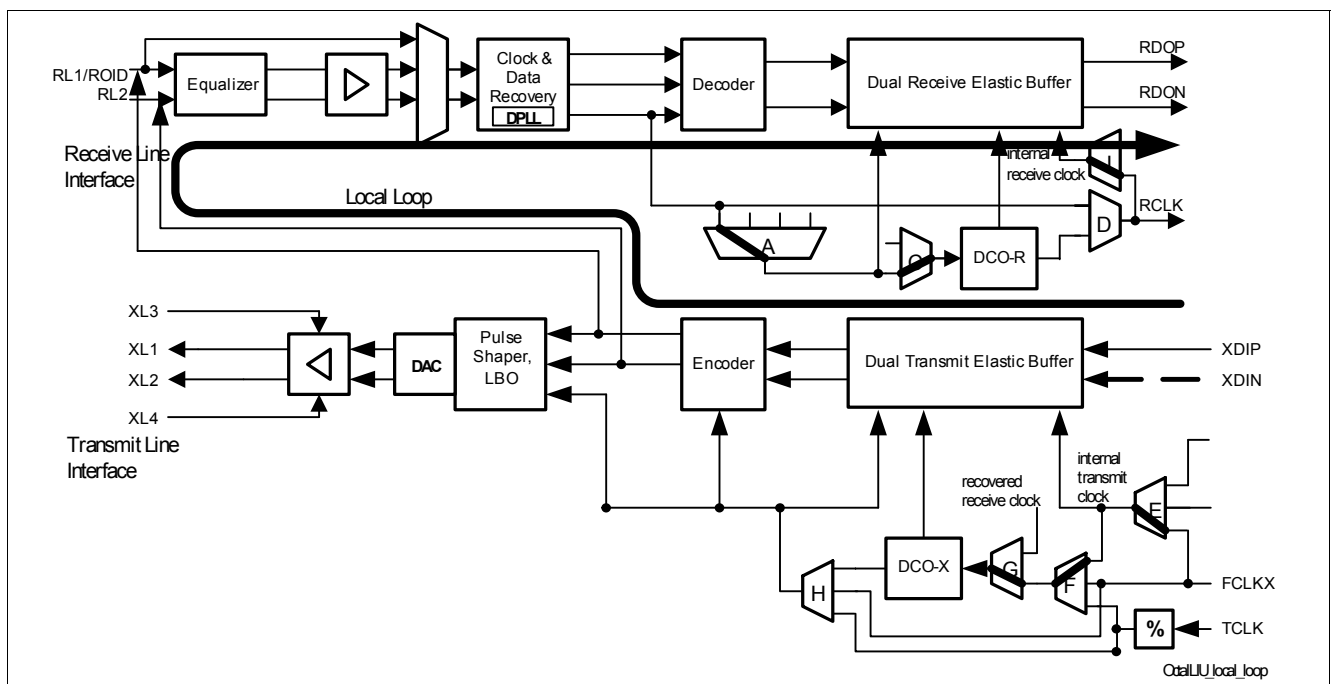 RL1/ROID
RL2
Equalizer
Clock &
Data
Recovery
DPLL
Decoder
Dual Receive Elastic Buffer
RDOP
RDON
Receive Line
Interface
Local Loop
internal
receive clock
I
RCLK
A
C
DCO-R
D
XL3
XL1
XL2
XL4
Transmit Line
Interface
DAC
Pulse
Shaper,
LBO
Encoder
Dual Transmit Elastic Buffer
XDIP
XDIN
recovered
receive clock
internal
transmit
clock
E
DCO-X
G
F
H
FCLKX
%
TCLK
OctalLIU_local_loop